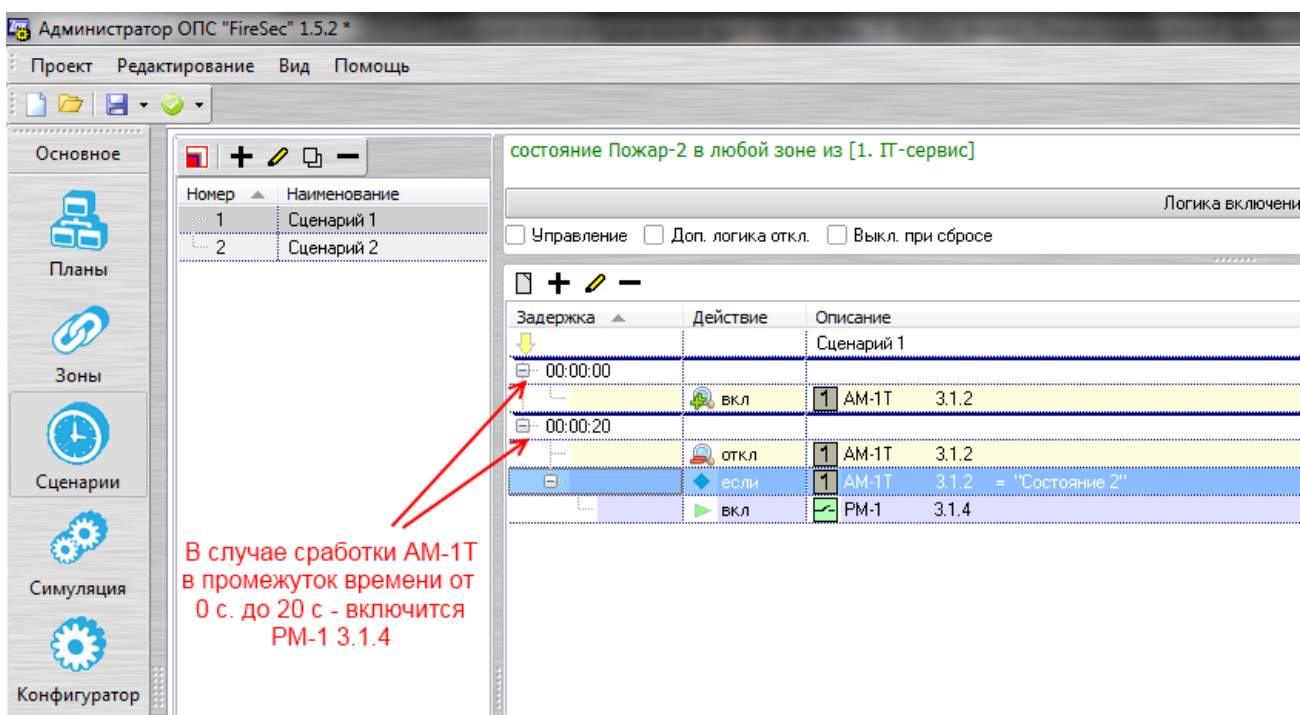 Администратор ОПС "FireSec" 1.5.2 *
Проект Редактирование Вид Помощь
Основное
Планы
Зоны
Сценарии
Симуляция
Конфигуратор
Номер Наименование
1 Сценарий 1
2 Сценарий 2
состояние Пожар-2 в любой зоне из [1. IT-сервис]
Логика включени
Управление Доп. логика откл. Выкл. при сбросе
Задержка Действие Описание
Сценарий 1
00:00:00
вкл 1 АМ-1Т 3.1.2
00:00:20
откл 1 АМ-1Т 3.1.2
если 1 АМ-1Т 3.1.2 = "Состояние 2"
вкл РМ-1 3.1.4
В случае сработки АМ-1Т
в промежуток времени от
0 с. до 20 с - включится
РМ-1 3.1.4